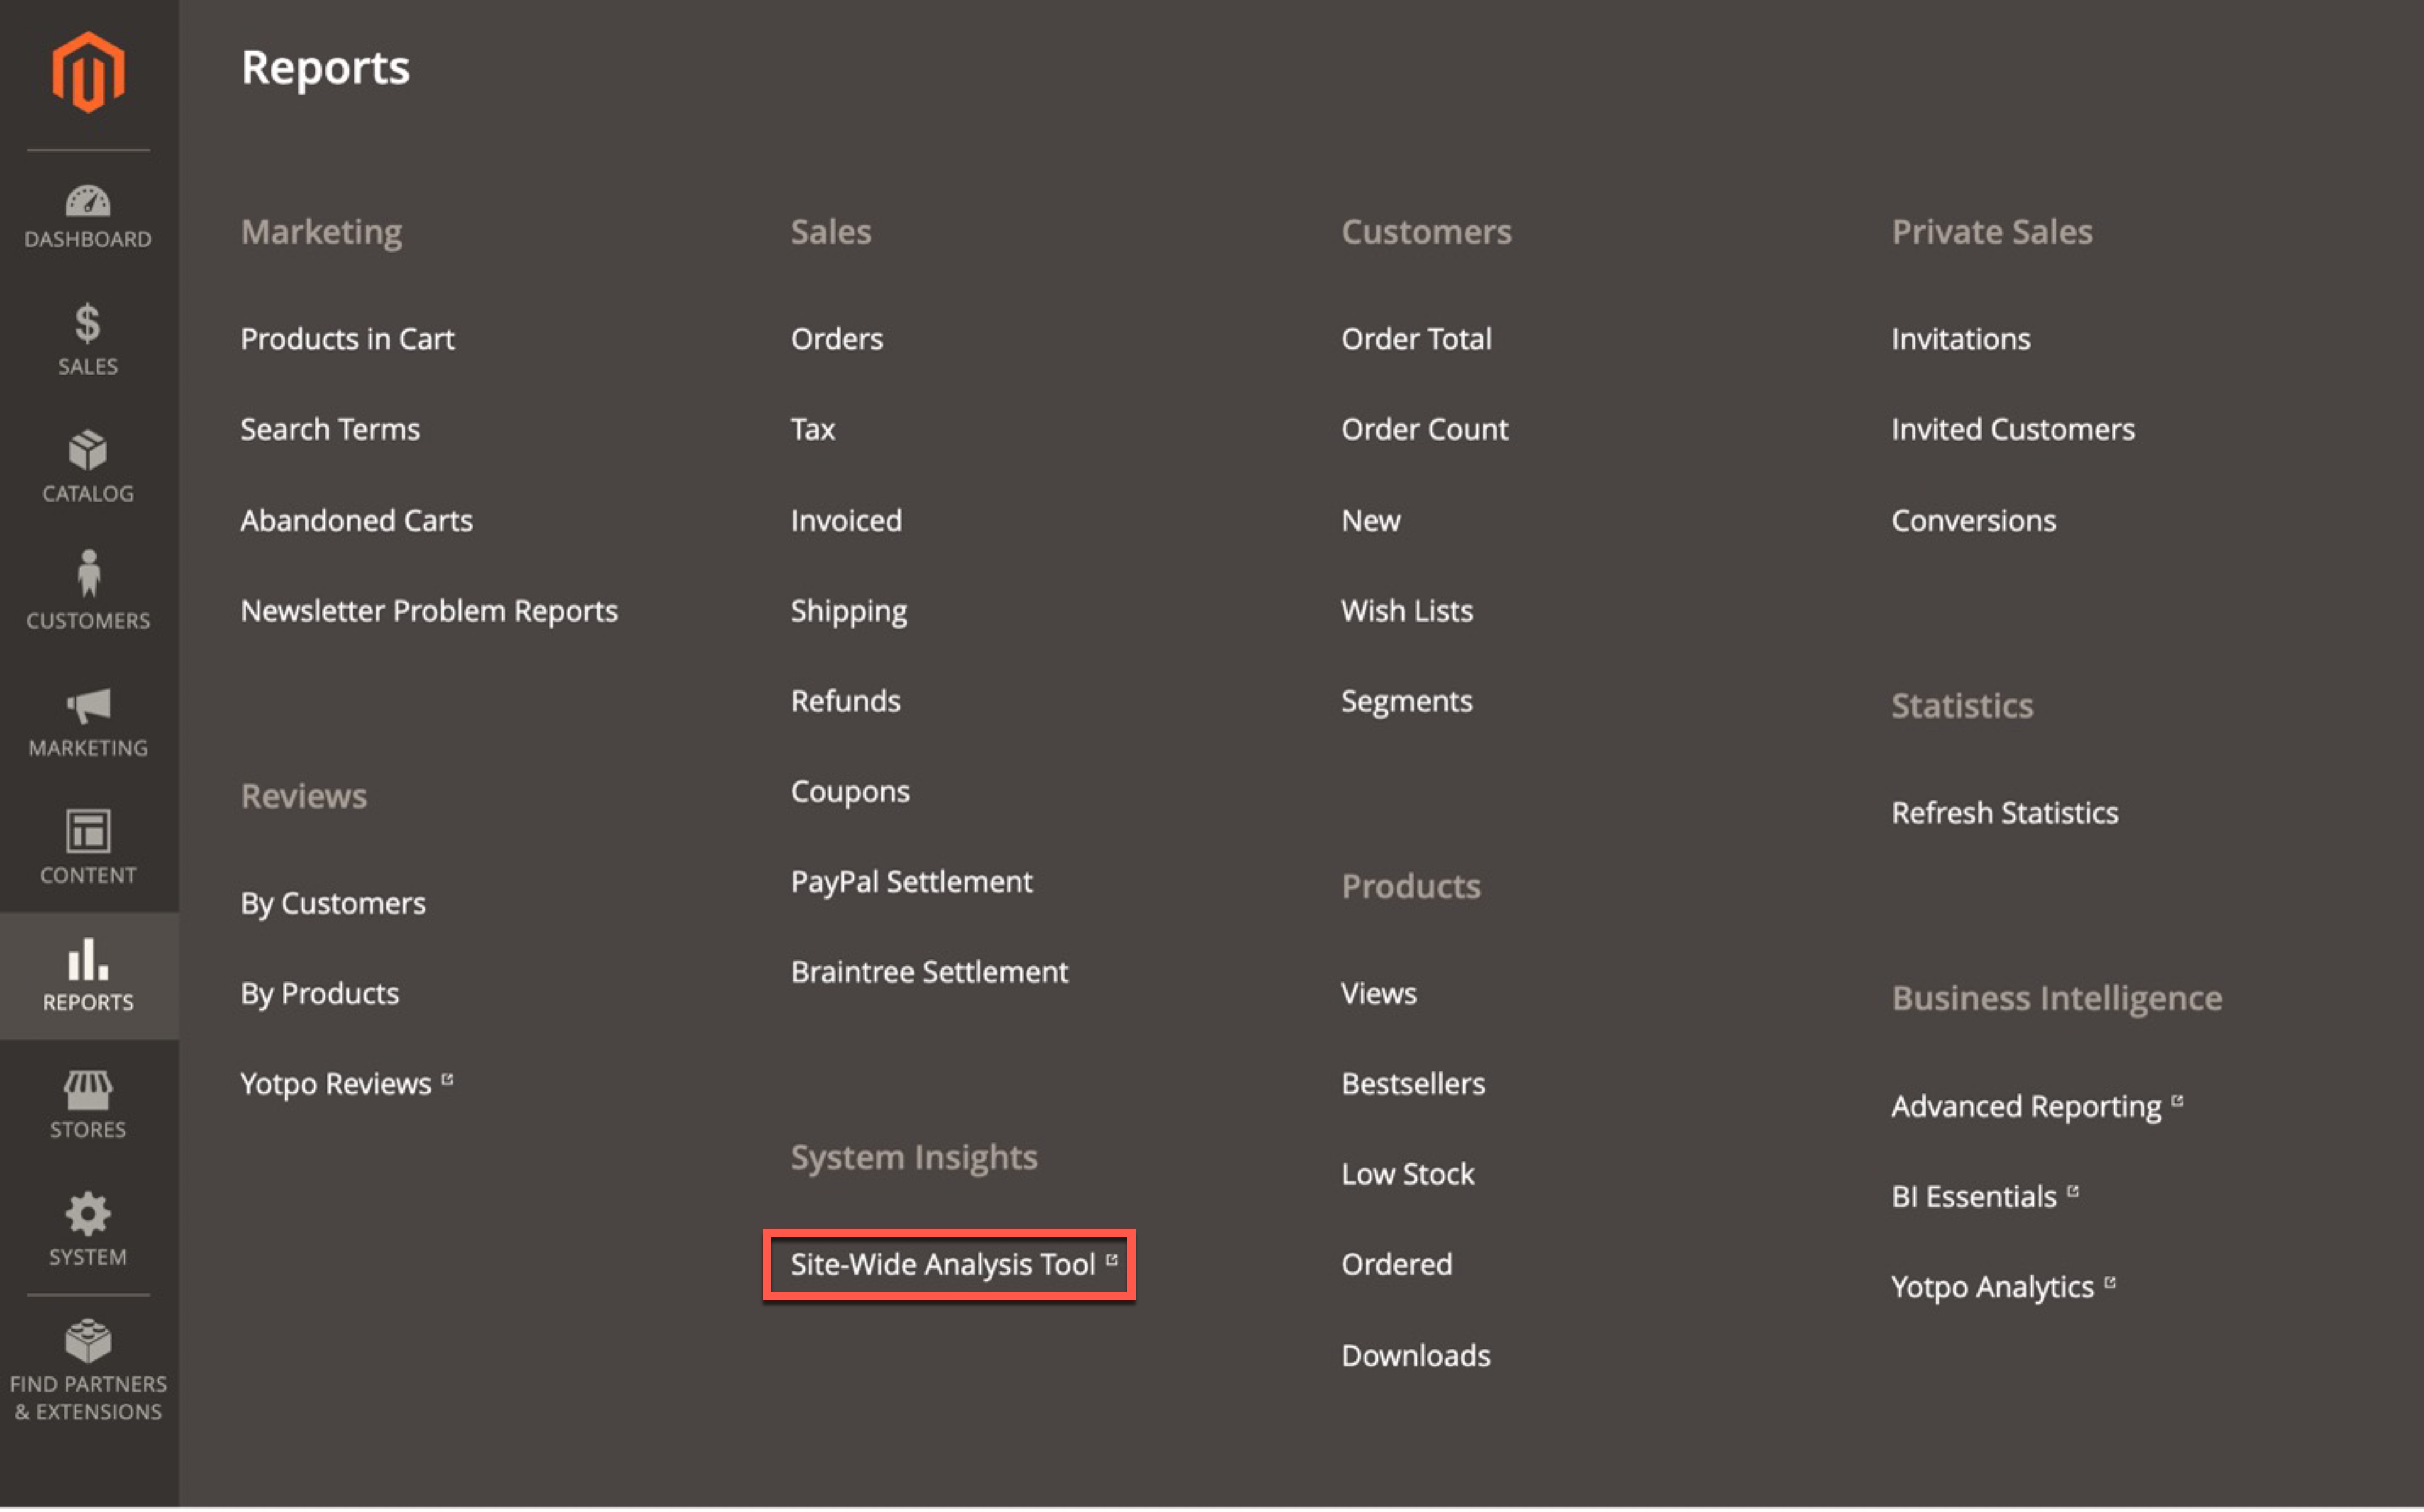 DASHBOARD
SALES
CATALOG
CUSTOMERS
MARKETING
CONTENT
REPORTS
STORES
SYSTEM
FIND PARTNERS
& EXTENSIONS
Reports
Marketing
Products in Cart
Search Terms
Abandoned Carts
Newsletter Problem Reports
Reviews
By Customers
By Products
Yotpo Reviews
Sales
Orders
Tax
Invoiced
Shipping
Refunds
Coupons
PayPal Settlement
Braintree Settlement
System Insights
Site-Wide Analysis Tool
Customers
Order Total
Order Count
New
Wish Lists
Segments
Products
Views
Bestsellers
Low Stock
Ordered
Downloads
Private Sales
Invitations
Invited Customers
Conversions
Statistics
Refresh Statistics
Business Intelligence
Advanced Reporting
BI Essentials
Yotpo Analytics